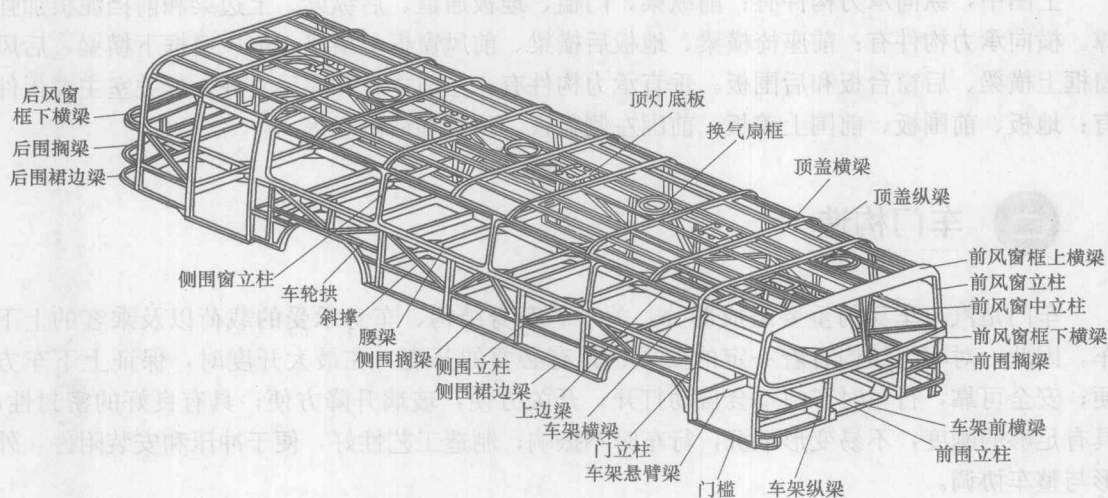 后风窗
框下横梁
后围搁梁
后围裙边梁
顶灯底板
换气扇框
顶盖横梁
顶盖纵梁
前风窗框上横梁
前风窗立柱
前风窗中立柱
前风窗框下横梁
前围搁梁
侧围窗立柱
车轮拱
斜撑
腰梁
侧围搁梁
侧围立柱
侧围裙边梁
上边梁
车架横梁
门立柱
车架悬臂梁
门槛
车架纵梁
前围立柱
车架前横梁